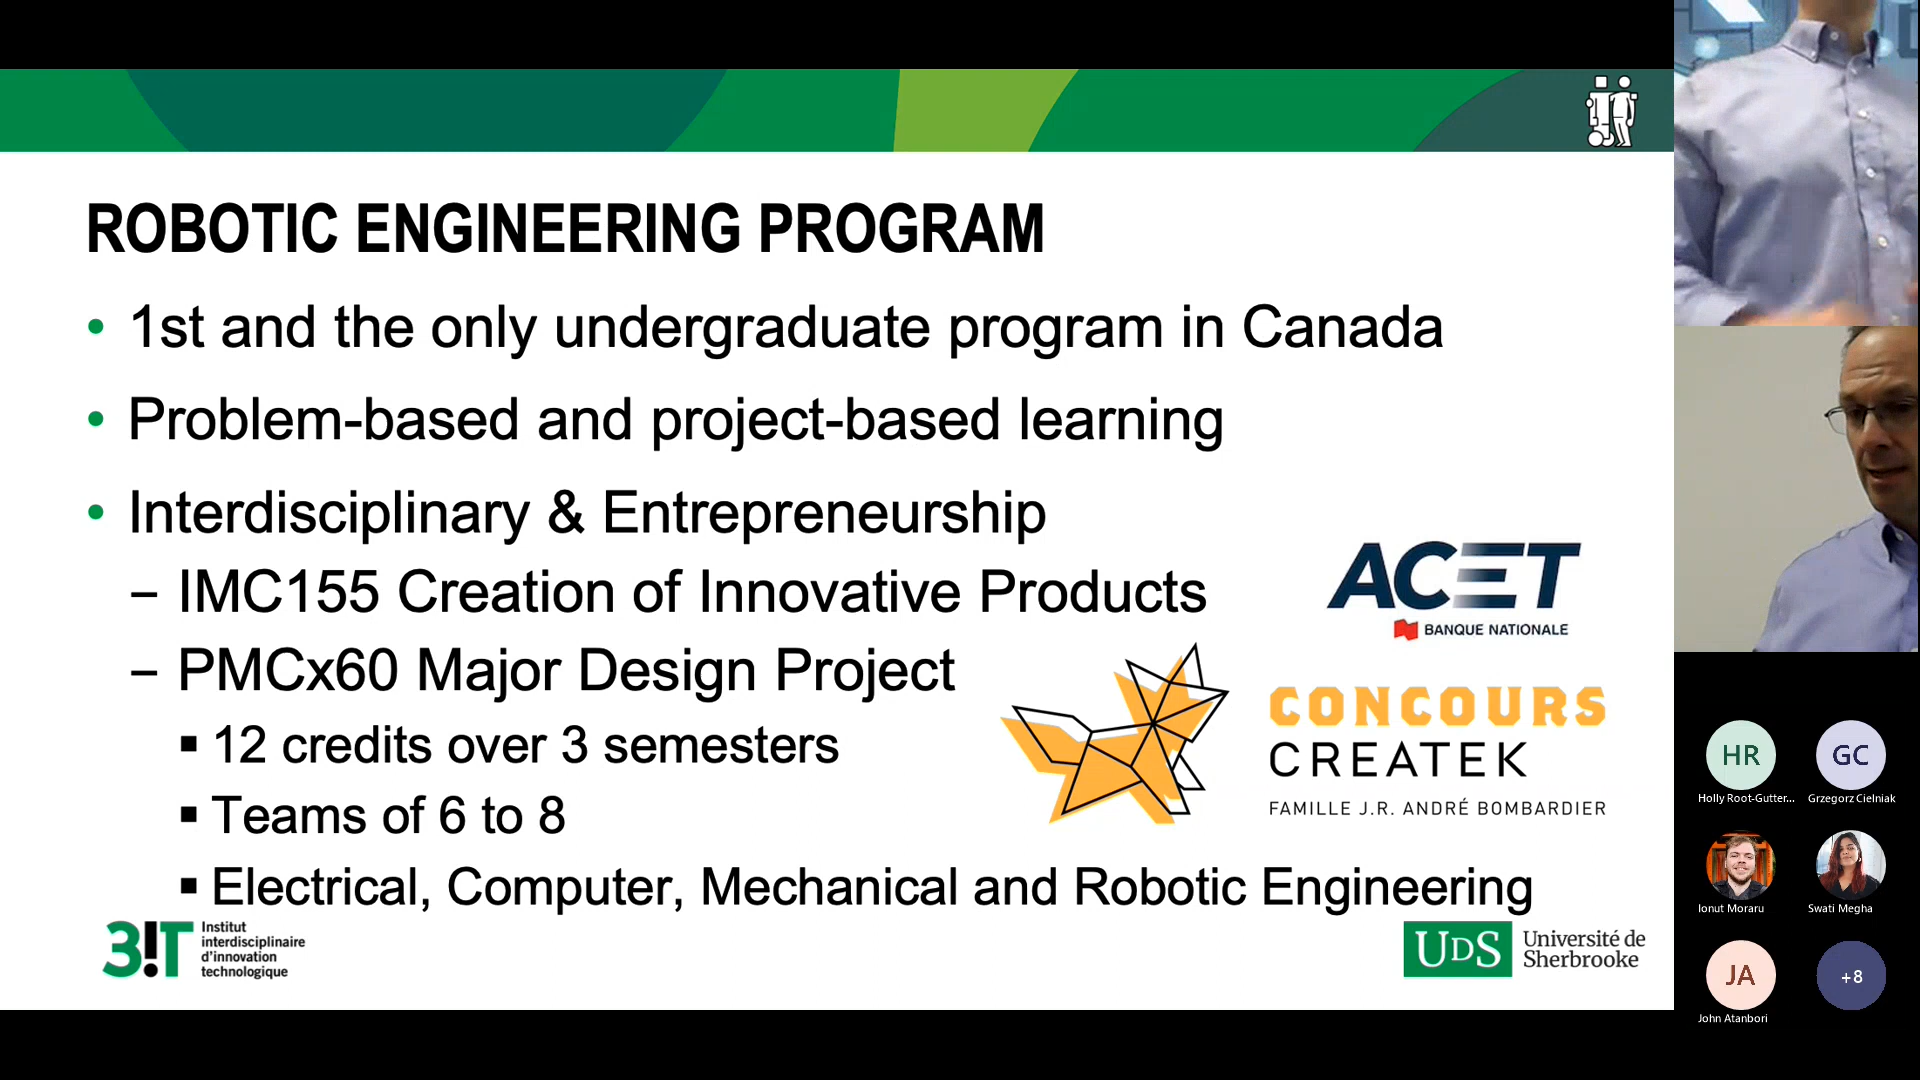 ROBOTIC ENGINEERING PROGRAM
• 1st and the only undergraduate program in Canada
• Problem-based and project-based learning
• Interdisciplinary & Entrepreneurship
– IMC155 Creation of Innovative Products
– PMCx60 Major Design Project
▪ 12 credits over 3 semesters
▪ Teams of 6 to 8
▪ Electrical, Computer, Mechanical and Robotic Engineering
ACET
BANQUE NATIONALE
CONCOURS
CREATEK
FAMILLE J.R. ANDRÉ BOMBARDIER
3!T
Institut
interdisciplinaire
d'innovation
technologique
UDS
Université de
Sherbrooke
HR
Holly Root-Gutter...
GC
Grzegorz Cielniak
Ionut Moraru
Swati Megha
JA
John Atanbori
+8